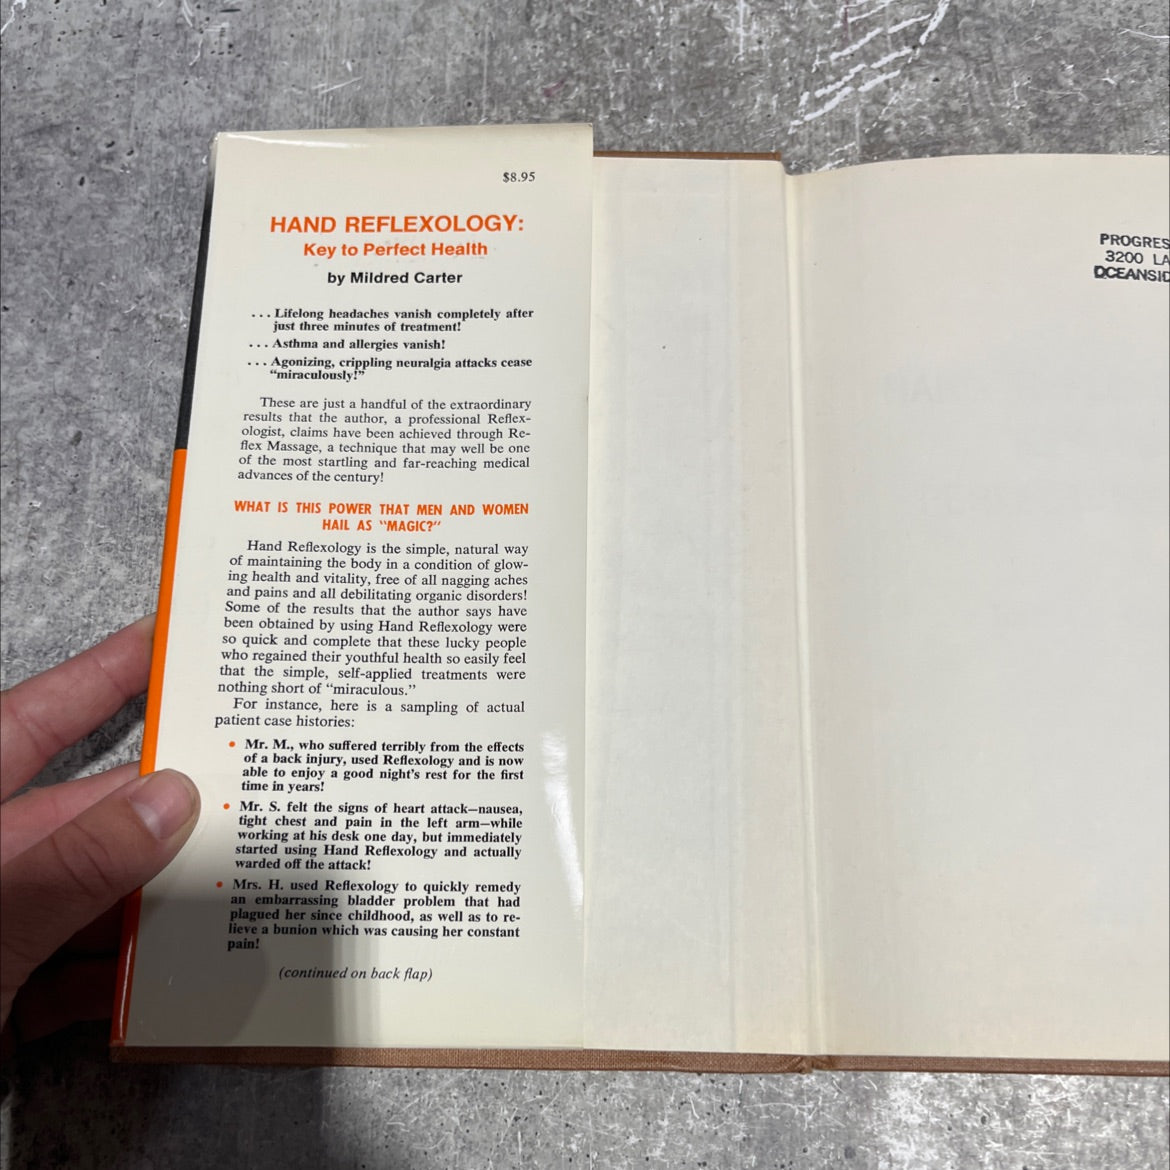 $8.95
HAND REFLEXOLOGY:
Key to Perfect Health
by Mildred Carter
. . . Lifelong headaches vanish completely after
just three minutes of treatment!
. . . Asthma and allergies vanish!
. . . Agonizing, crippling neuralgia attacks cease
“miraculously!”
These are just a handful of the extraordinary
results that the author, a professional Reflex-
ologist, claims have been achieved through Re-
flex Massage, a technique that may well be one
of the most startling and far-reaching medical
advances of the century!
WHAT IS THIS POWER THAT MEN AND WOMEN
HAIL AS “MAGIC?”
Hand Reflexology is the simple, natural way
of maintaining the body in a condition of glow-
ing health and vitality, free of all nagging aches
and pains and all debilitating organic disorders!
Some of the results that the author says have
been obtained by using Hand Reflexology were
so quick and complete that these lucky people
who regained their youthful health so easily feel
that the simple, self-applied treatments were
nothing short of “miraculous.”
For instance, here is a sampling of actual
patient case histories:
• Mr. M., who suffered terribly from the effects
of a back injury, used Reflexology and is now
able to enjoy a good night’s rest for the first
time in years!
• Mr. S. felt the signs of heart attack—nausea,
tight chest and pain in the left arm—while
working at his desk one day, but immediately
started using Hand Reflexology and actually
warded off the attack!
• Mrs. H. used Reflexology to quickly remedy
an embarrassing bladder problem that had
plagued her since childhood, as well as to re-
lieve a bunion which was causing her constant
pain!
(continued on back flap)
PROGRES
3200 LA
OCEANSID